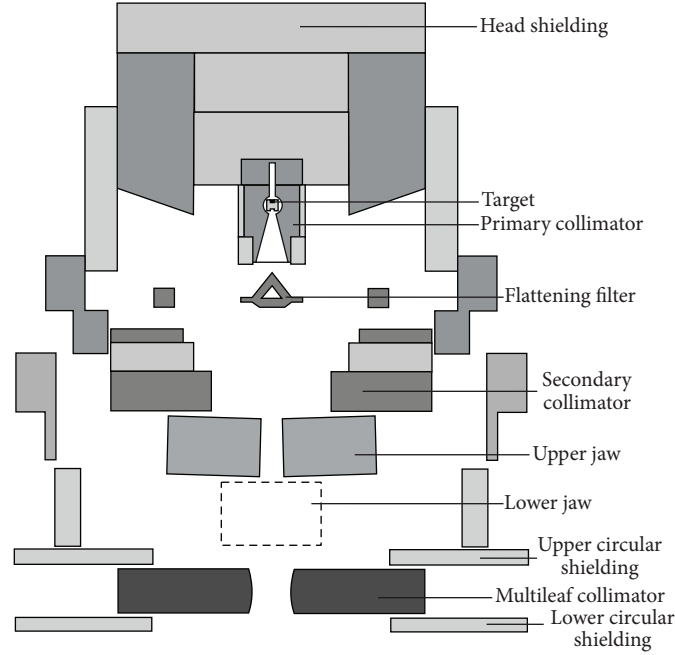 Head shielding
Target
Primary collimator
Flattening filter
Secondary
collimator
Upper jaw
Lower jaw
Upper circular
shielding
Multileaf collimator
Lower circular
shielding